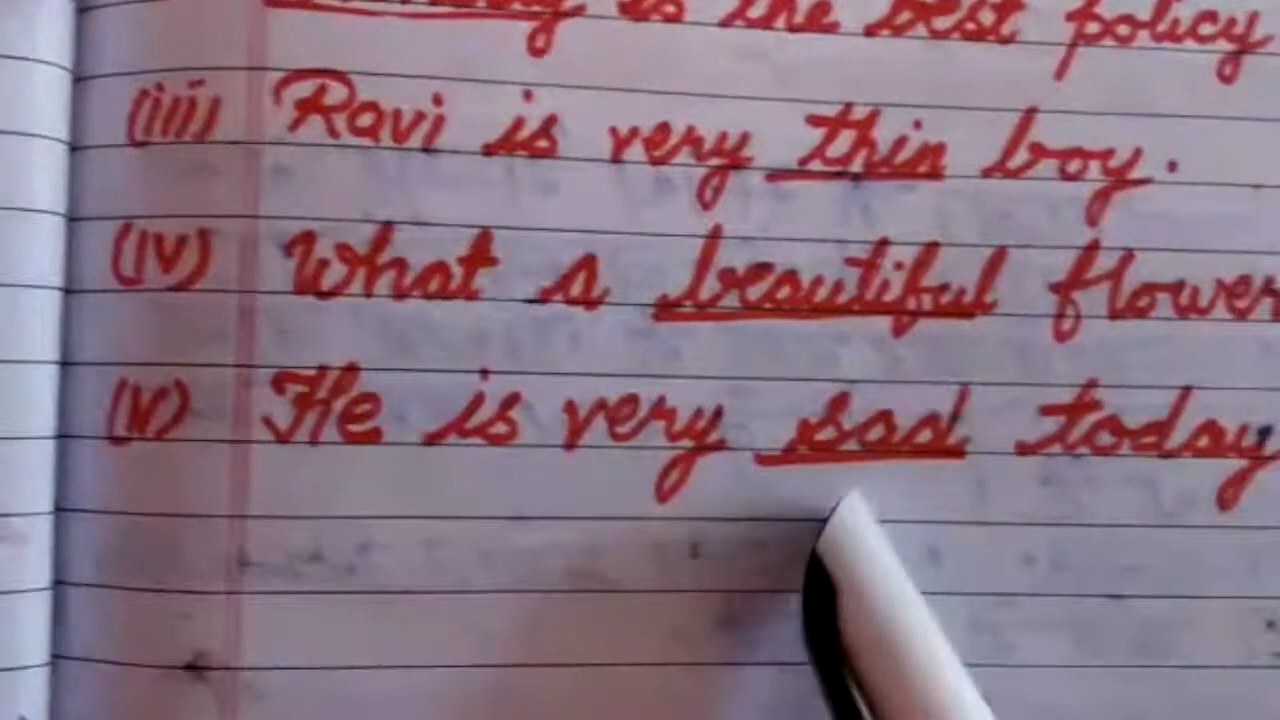 is the best policy
(iii) Ravi is very thin boy.
(iv) What a beautiful flower
(v) He is very sad today